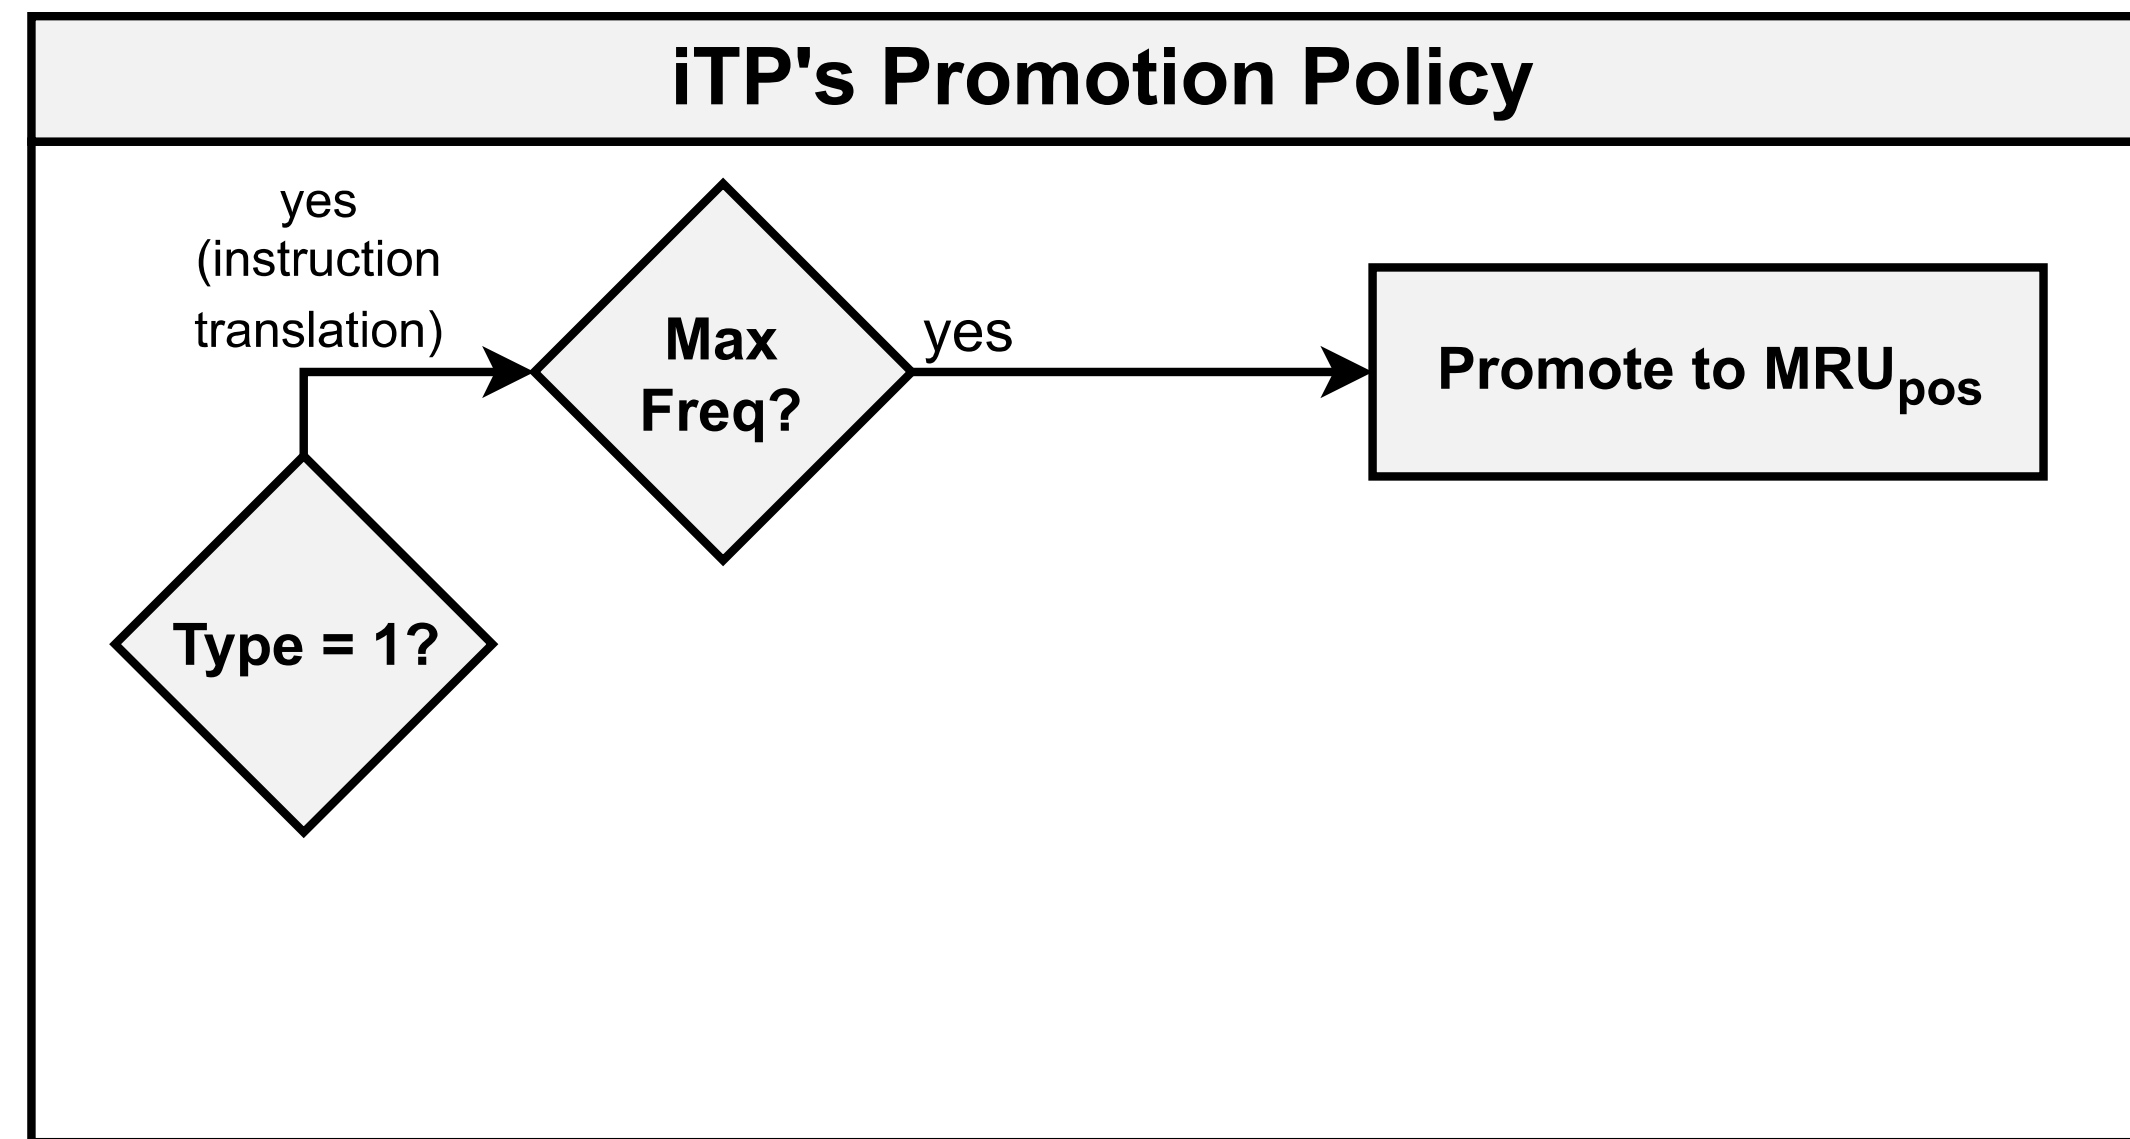 iTP's Promotion Policy
yes
(instruction
translation)
Max
Freq?
yes
Promote to MRUpos
Type = 1?